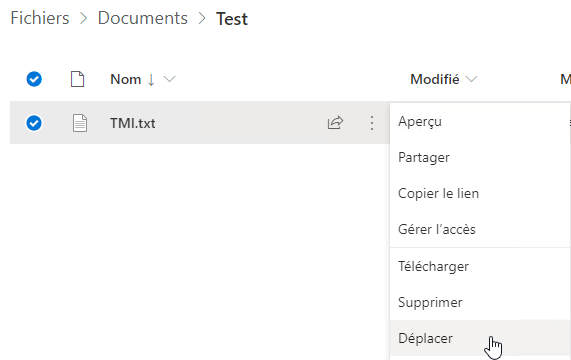 Fichiers > Documents > Test
Nom ↓ Modifié M
TMI.txt
Aperçu
Partager
Copier le lien
Gérer l'accès
Télécharger
Supprimer
Déplacer